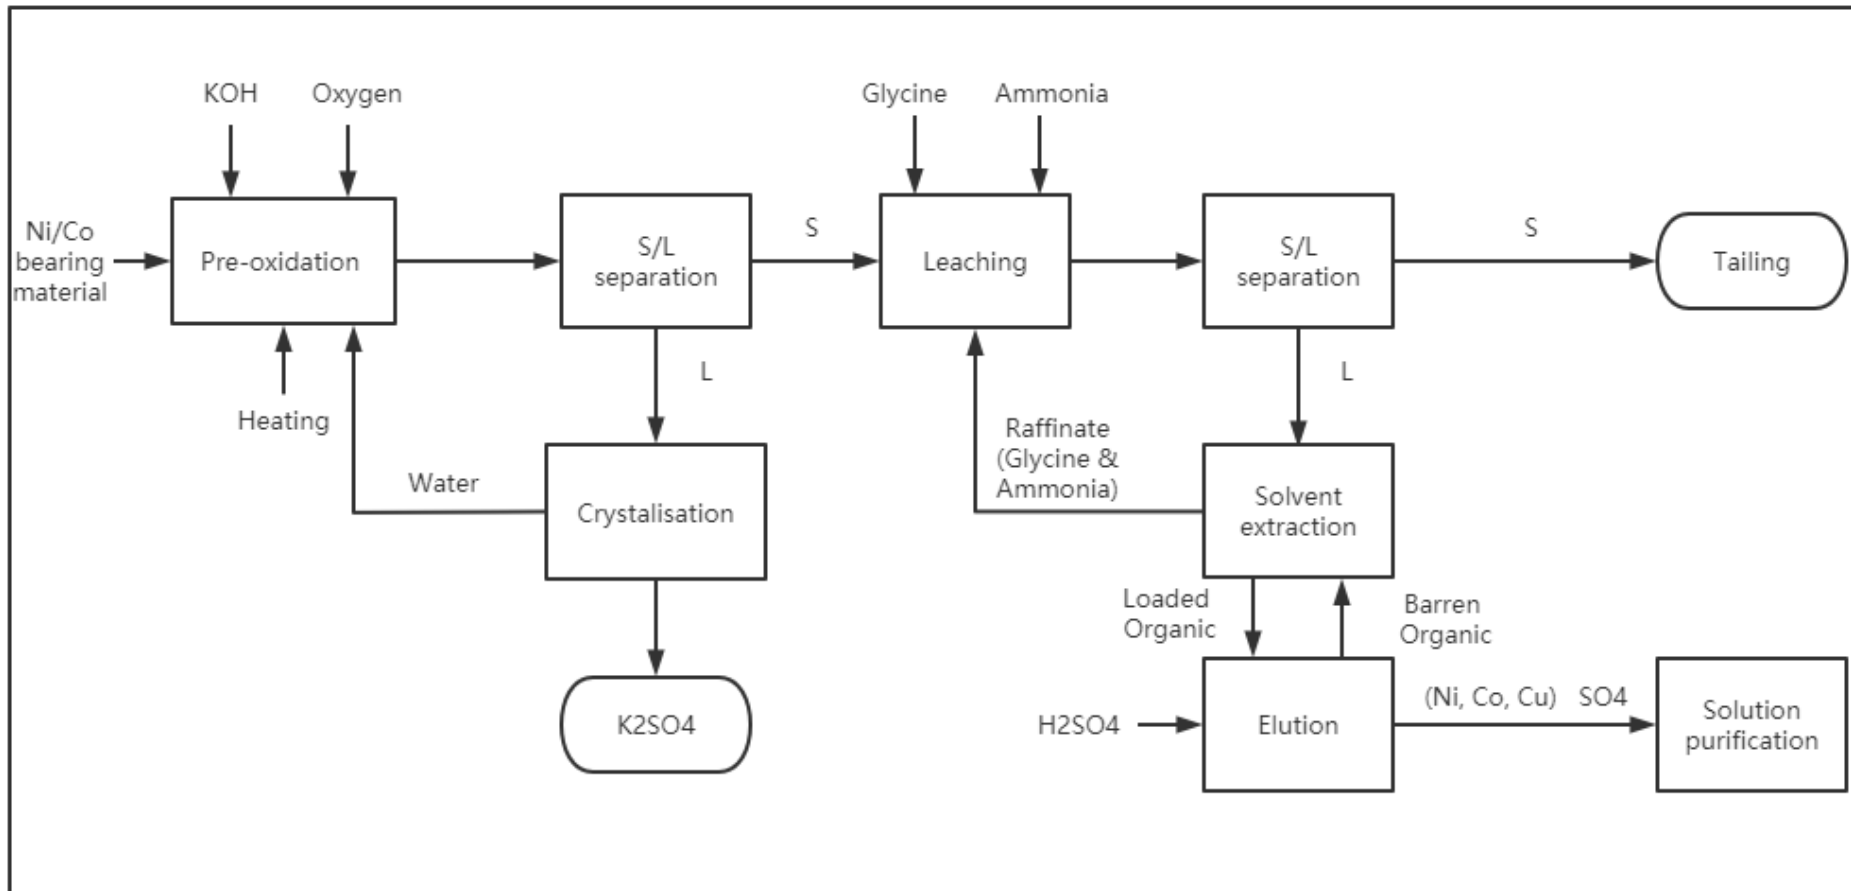 KOH
Oxygen
Glycine
Ammonia
Ni/Co
bearing
material
Pre-oxidation
S/L
separation
S
Leaching
S/L
separation
S
Tailing
Heating
L
L
Water
Crystalisation
Raffinate
(Glycine &
Ammonia)
Solvent
extraction
Loaded
Organic
Barren
Organic
K2SO4
H2SO4
Elution
(Ni, Co, Cu) SO4
Solution
purification